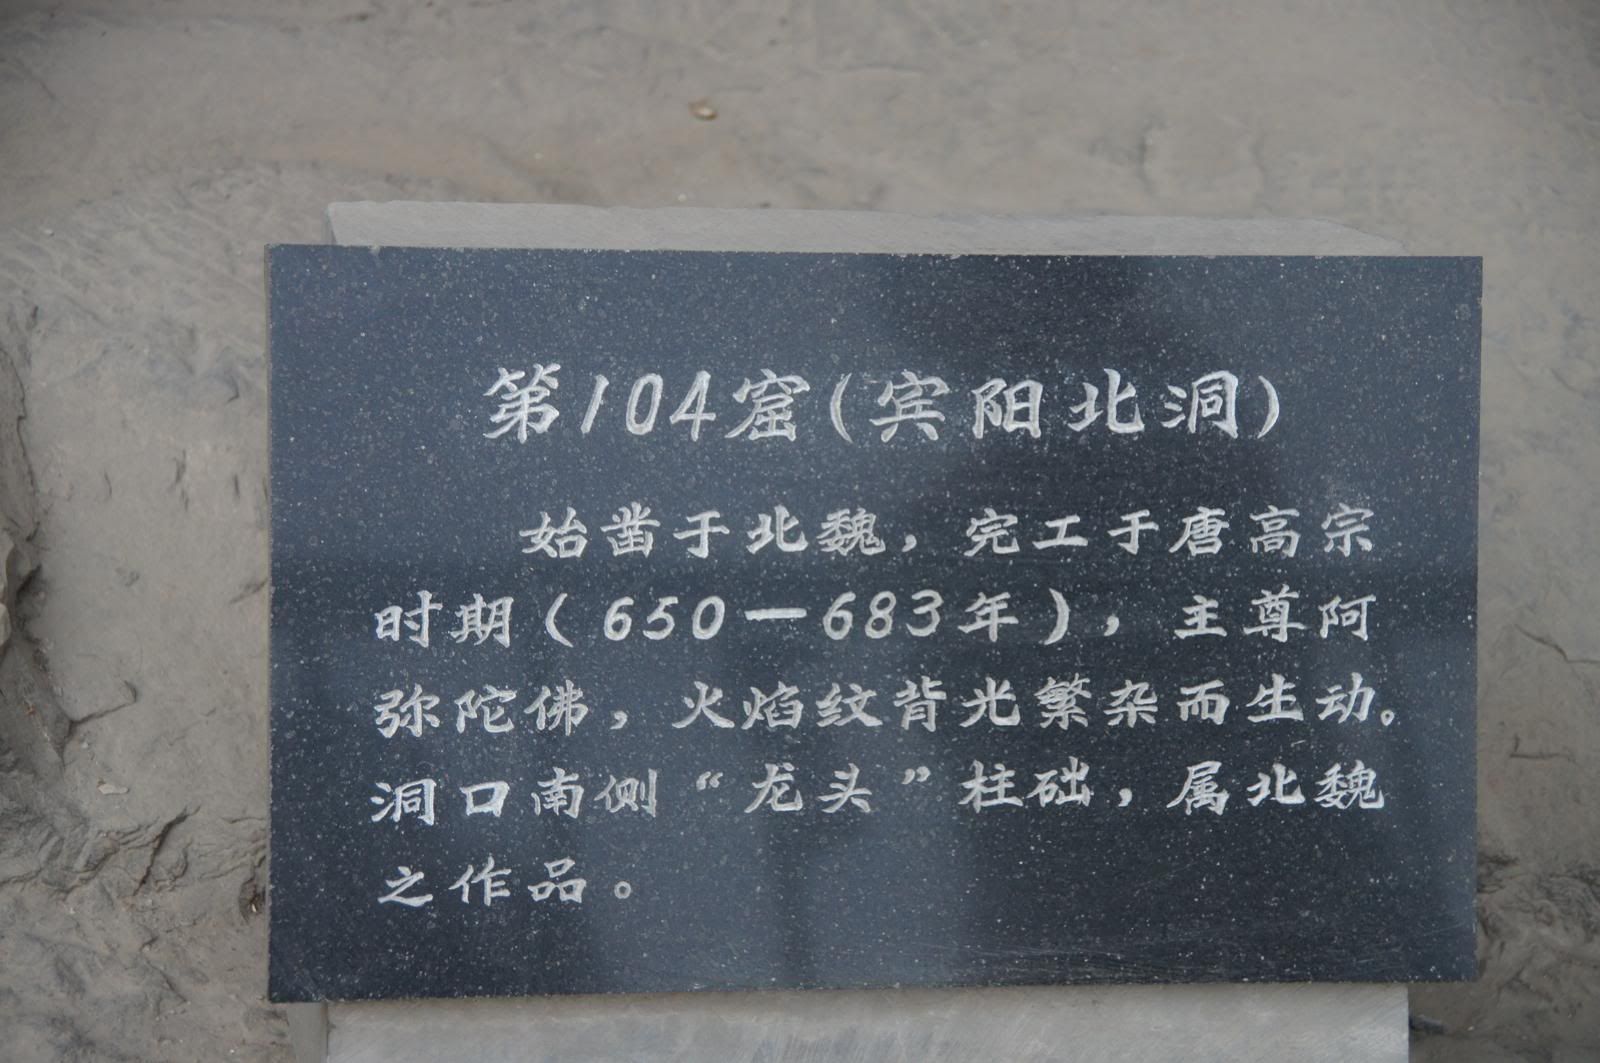 第104窟(宾阳北洞)
始凿于北魏，完工于唐高宗
时期(650—683年)，主尊阿
弥陀佛，火焰纹背光繁杂而生动。
洞口南侧“龙头”柱础，属北魏
之作品。